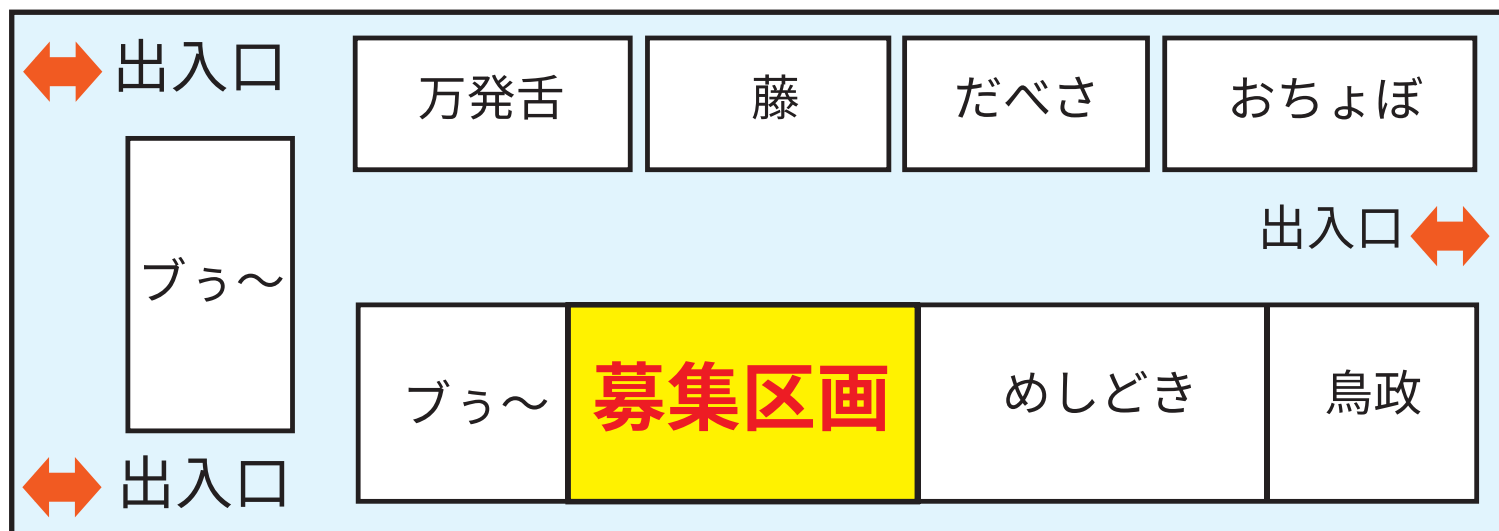 出入口
万発舌
藤
だべさ
おちょぼ
出入口
ブぅ～
ブぅ～
募集区画
めしどき
鳥政
出入口